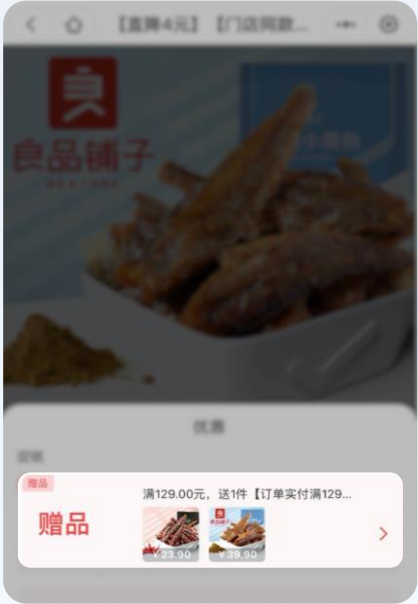 【直降4元】【门店同款...
良品铺子
优惠
促销
赠品
满129.00元，送1件【订单实付满129...
赠品
¥23.90
¥39.90